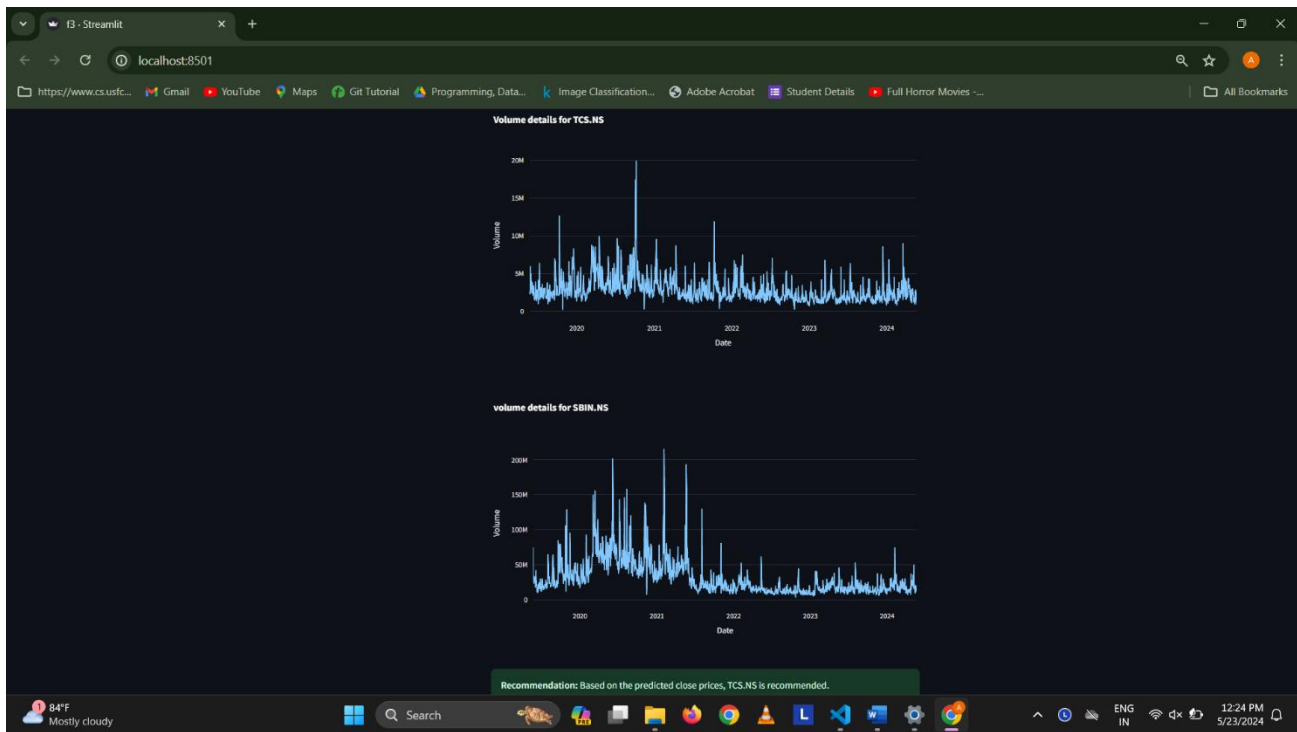 f3 · Streamlit
localhost:8501
A
https://www.cs.usfc... Gmail YouTube Maps Git Tutorial Programming, Data... k Image Classification... Adobe Acrobat Student Details Full Horror Movies -... All Bookmarks
Volume details for TCS.NS
20M
15M
10M
5M
0
Volume
2020 2021 2022 2023 2024
Date
volume details for SBIN.NS
200M
150M
100M
50M
0
Volume
2020 2021 2022 2023 2024
Date
Recommendation: Based on the predicted close prices, TCS.NS is recommended.
1
84°F
Mostly cloudy
Search
PRE
L
W
A
L
ENG
IN
12:24 PM
5/23/2024